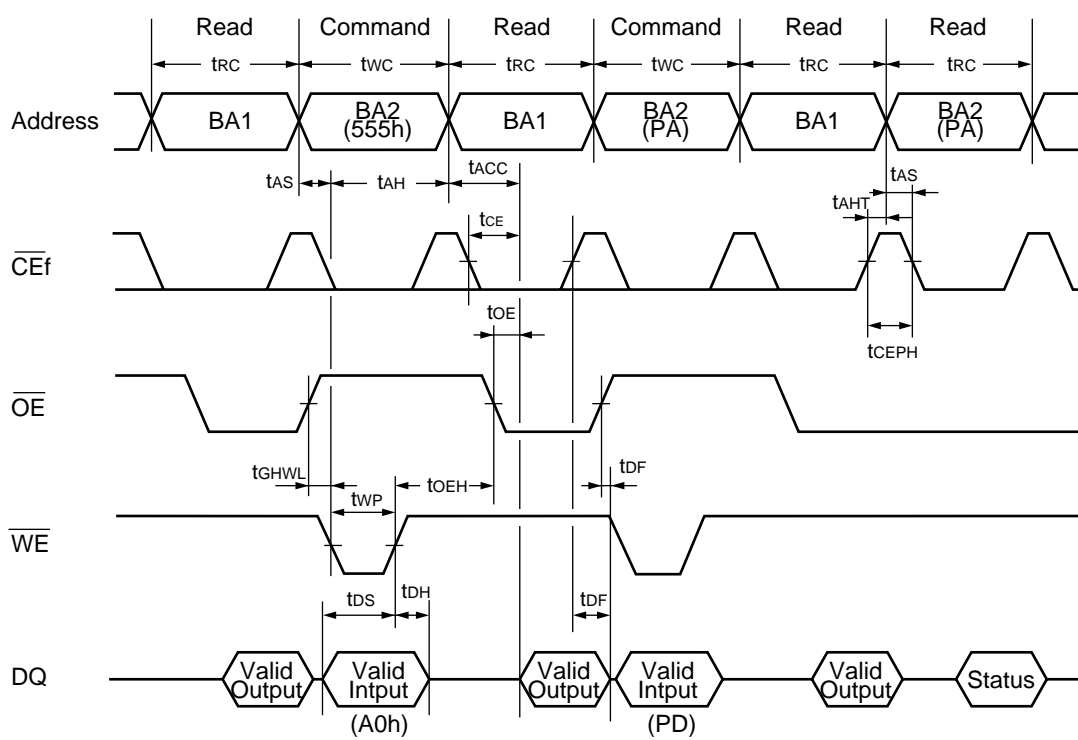 Read Command Read Command Read Read
tRC tWC tRC tWC tRC tRC
Address BA1 BA2 BA1 BA2 BA1 BA2
(555h) (PA) (PA)
tAS tAH tACC tAS
tAHT
tCE
CEf
tOE
tCEPH
OE
tGHWL tWP tOEH tDF
WE
tDS tDH tDF
DQ Valid Valid Valid Valid Valid Status
Output Intput Output Intput Output
(A0h) (PD)